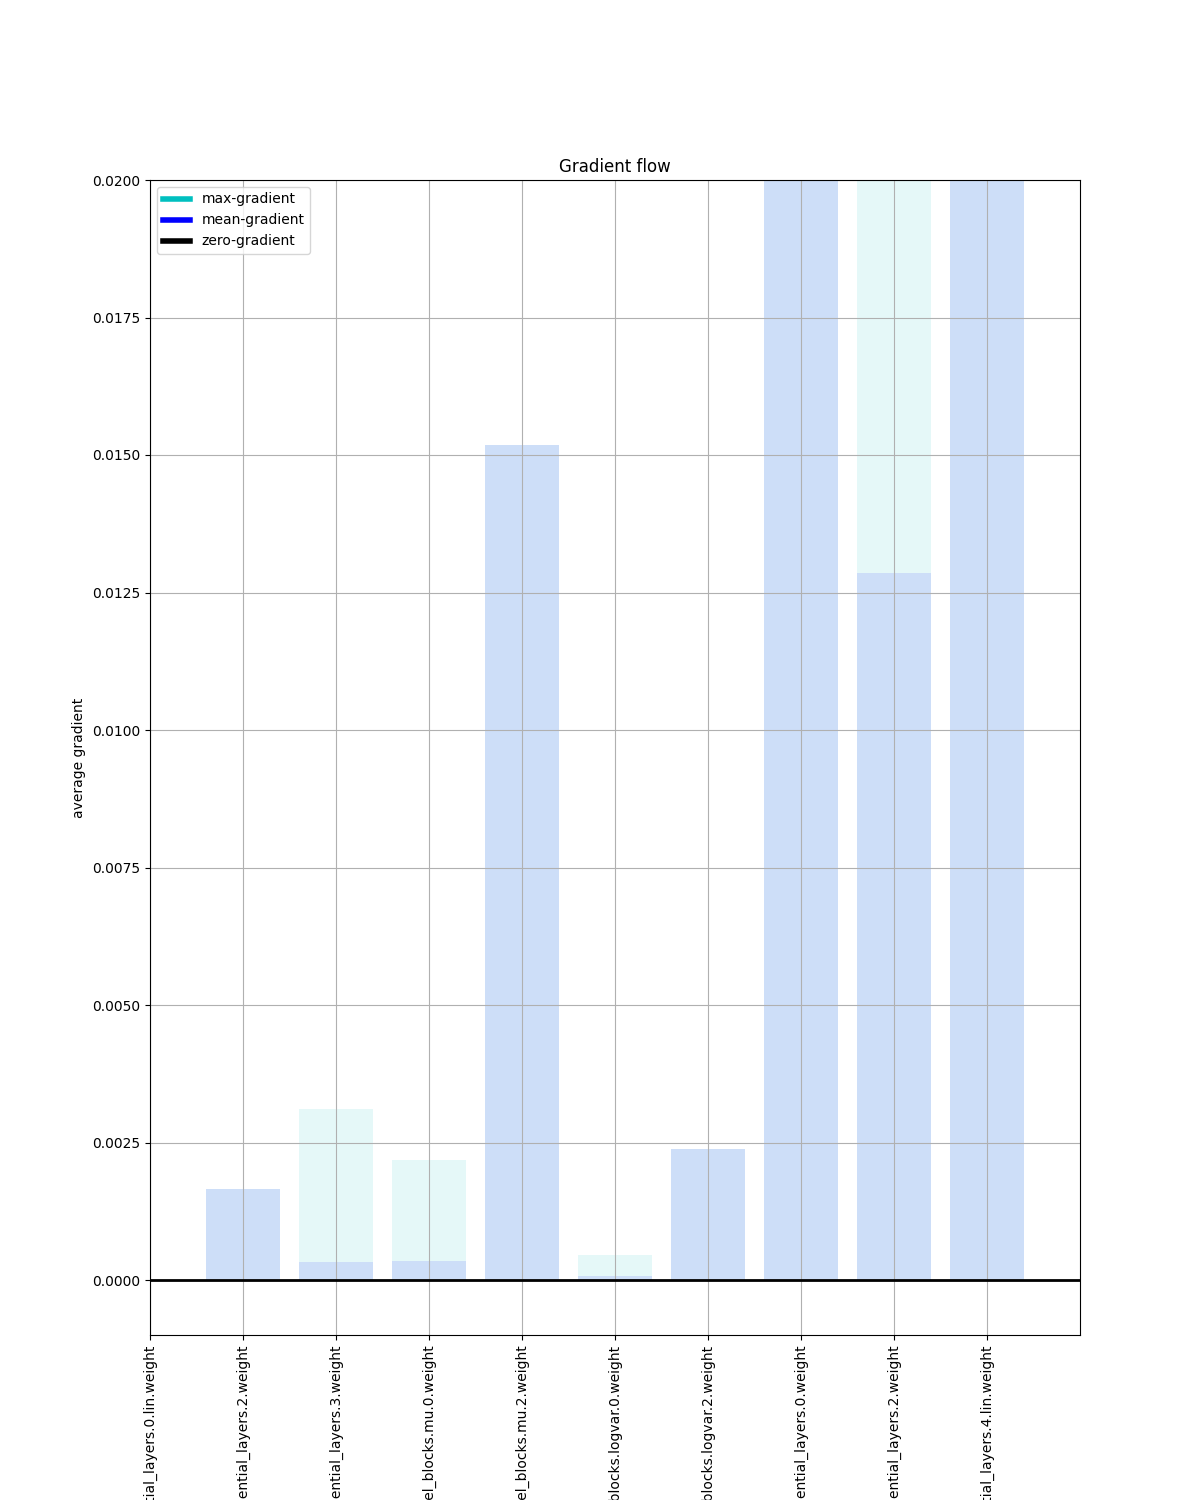 Gradient flow
max-gradient
mean-gradient
zero-gradient
0.0200
0.0175
0.0150
0.0125
0.0100
0.0075
0.0050
0.0025
0.0000
average gradient
tial_layers.0.lin.weight
ential_layers.2.weight
ential_layers.3.weight
el_blocks.mu.0.weight
el_blocks.mu.2.weight
blocks.logvar.0.weight
blocks.logvar.2.weight
ential_layers.0.weight
ential_layers.2.weight
tial_layers.4.lin.weight